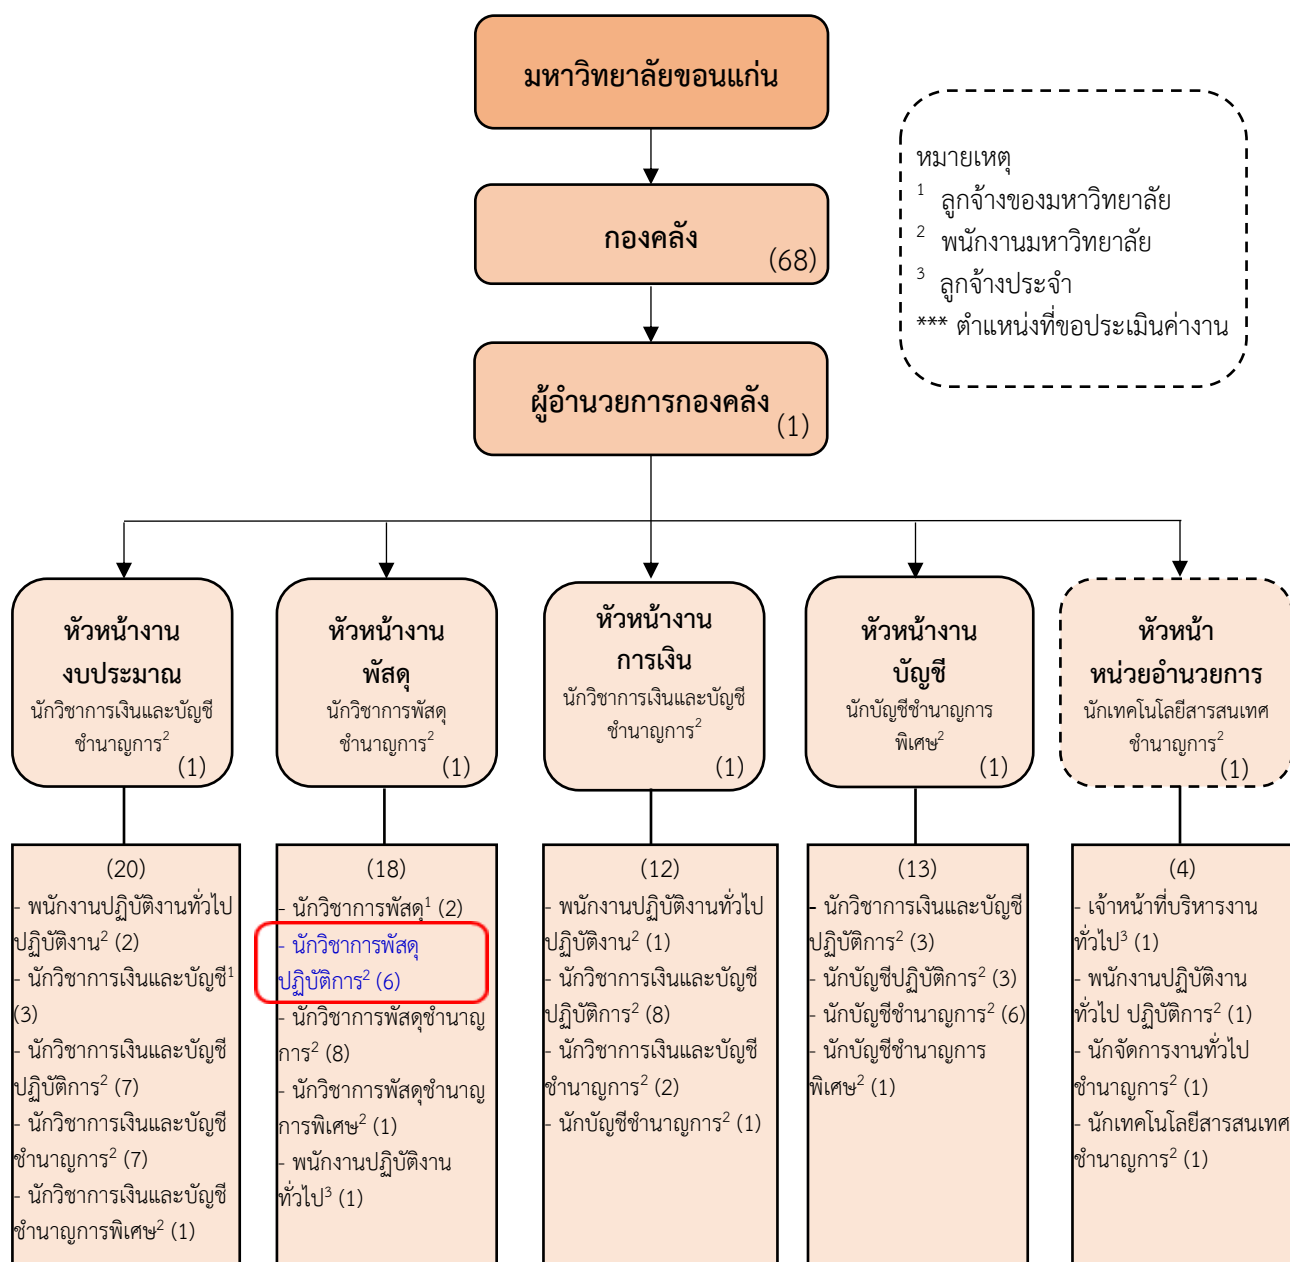 มหาวิทยาลัยขอนแก่น
กองคลัง
(68)
ผู้อำนวยการกองคลัง
(1)
หมายเหตุ
¹ ลูกจ้างของมหาวิทยาลัย
² พนักงานมหาวิทยาลัย
³ ลูกจ้างประจำ
*** ตำแหน่งที่ขอประเมินค่างาน
หัวหน้างาน
งบประมาณ
นักวิชาการเงินและบัญชี
ชำนาญการ²
(1)
หัวหน้างาน
พัสดุ
นักวิชาการพัสดุ
ชำนาญการ²
(1)
หัวหน้างาน
การเงิน
นักวิชาการเงินและบัญชี
ชำนาญการ²
(1)
หัวหน้างาน
บัญชี
นักบัญชีชำนาญการ
พิเศษ²
(1)
หัวหน้า
หน่วยอำนวยการ
นักเทคโนโลยีสารสนเทศ
ชำนาญการ²
(1)
(20)
- พนักงานปฏิบัติงานทั่วไป
ปฏิบัติงาน² (2)
- นักวิชาการเงินและบัญชี¹
(3)
- นักวิชาการเงินและบัญชี
ปฏิบัติการ² (7)
- นักวิชาการเงินและบัญชี
ชำนาญการ² (7)
- นักวิชาการเงินและบัญชี
ชำนาญการพิเศษ² (1)
(18)
- นักวิชาการพัสดุ¹ (2)
- นักวิชาการพัสดุ
ปฏิบัติการ² (6)
- นักวิชาการพัสดุชำนาญ
การ² (8)
- นักวิชาการพัสดุชำนาญ
การพิเศษ² (1)
- พนักงานปฏิบัติงาน
ทั่วไป³ (1)
(12)
- พนักงานปฏิบัติงานทั่วไป
ปฏิบัติงาน² (1)
- นักวิชาการเงินและบัญชี
ปฏิบัติการ² (8)
- นักวิชาการเงินและบัญชี
ชำนาญการ² (2)
- นักบัญชีชำนาญการ² (1)
(13)
- นักวิชาการเงินและบัญชี
ปฏิบัติการ² (3)
- นักบัญชีปฏิบัติการ² (3)
- นักบัญชีชำนาญการ² (6)
- นักบัญชีชำนาญการ
พิเศษ² (1)
(4)
- เจ้าหน้าที่บริหารงาน
ทั่วไป³ (1)
- พนักงานปฏิบัติงาน
ทั่วไป ปฏิบัติการ² (1)
- นักจัดการงานทั่วไป
ชำนาญการ² (1)
- นักเทคโนโลยีสารสนเทศ
ชำนาญการ² (1)